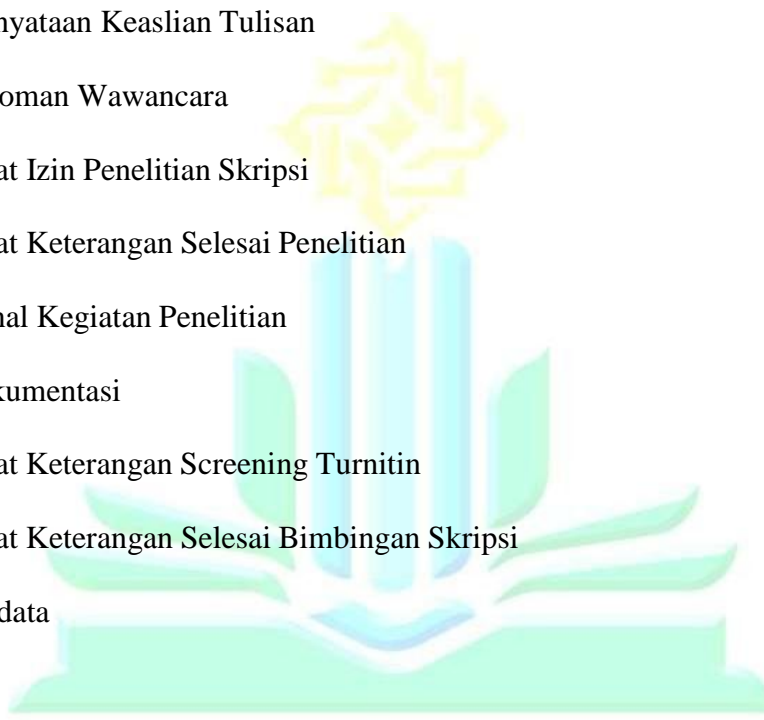 nyataan Keaslian Tulisan
oman Wawancara
at Izin Penelitian Skripsi
at Keterangan Selesai Penelitian
nal Kegiatan Penelitian
kumentasi
at Keterangan Screening Turnitin
at Keterangan Selesai Bimbingan Skripsi
data